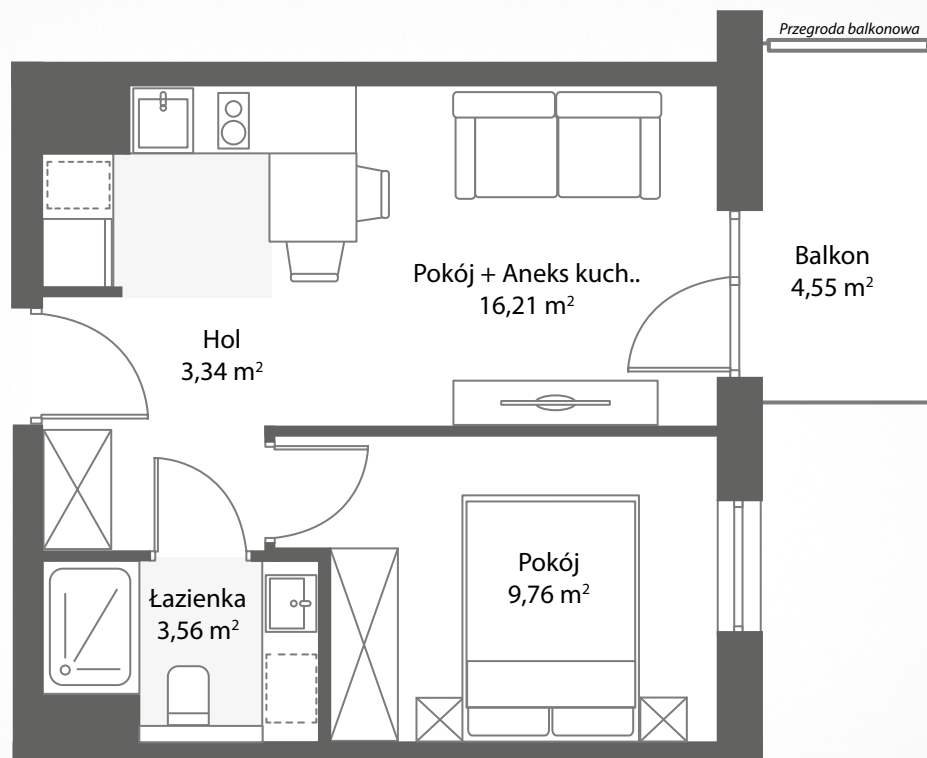 Przegroda balkonowa
Balkon
4,55 m²
Pokój + Aneks kuch..
16,21 m²
Hol
3,34 m²
Pokój
9,76 m²
Łazienka
3,56 m²